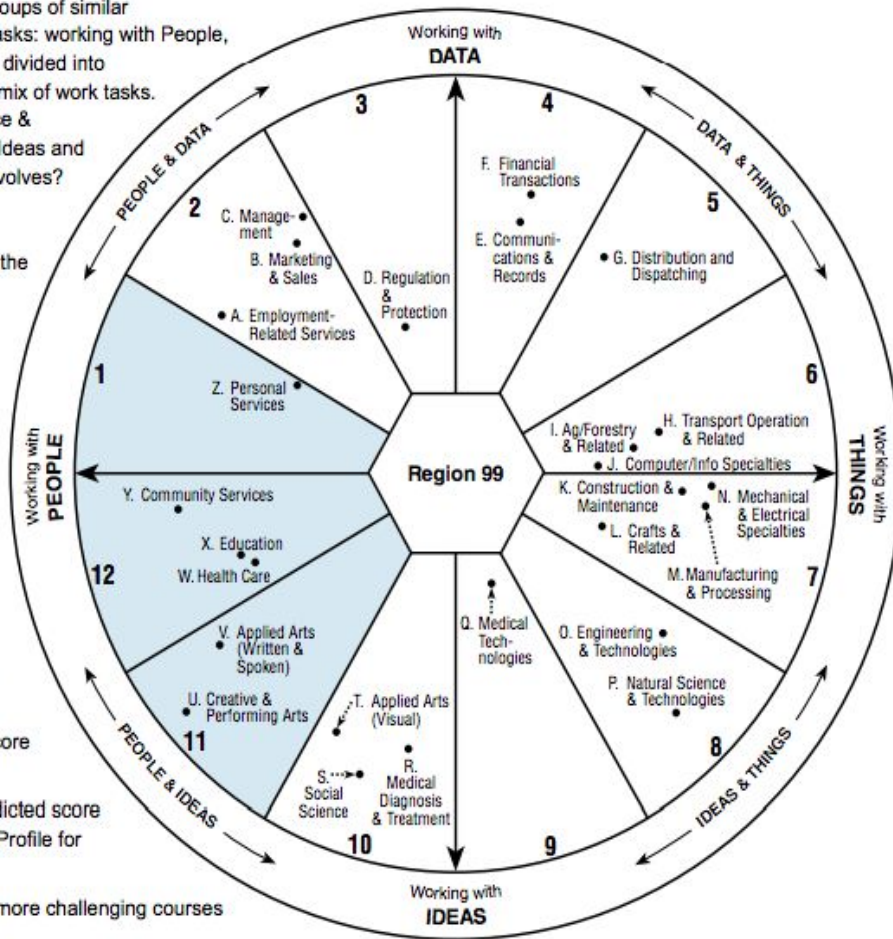 oups of similar
asks: working with People,
divided into
mix of work tasks.
ce &
Ideas and
volves?
the
core
dicted score
Profile for
more challenging courses
Working with
DATA
PEOPLE & DATA
DATA & THINGS
3
4
2
5
1
6
F. Financial
Transactions
C. Manage-
ment
E. Communi-
cations &
Records
B. Marketing
& Sales
G. Distribution and
Dispatching
D. Regulation
&
Protection
A. Employment-
Related Services
Z. Personal
Services
Working with
PEOPLE
Region 99
I. Ag/Forestry
& Related
H. Transport Operation
& Related
J. Computer/Info Specialties
Working with
THINGS
Y. Community Services
K. Construction &
Maintenance
N. Mechanical
& Electrical
Specialties
X. Education
W. Health Care
L. Crafts &
Related
12
M. Manufacturing
& Processing
7
V. Applied Arts
(Written &
Spoken)
Q. Medical
Tech-
nologies
O. Engineering
& Technologies
U. Creative &
Performing Arts
T. Applied Arts
(Visual)
P. Natural Science
& Technologies
11
8
S.
Social
Science
R.
Medical
Diagnosis
& Treatment
10
9
PEOPLE & IDEAS
IDEAS & THINGS
Working with
IDEAS